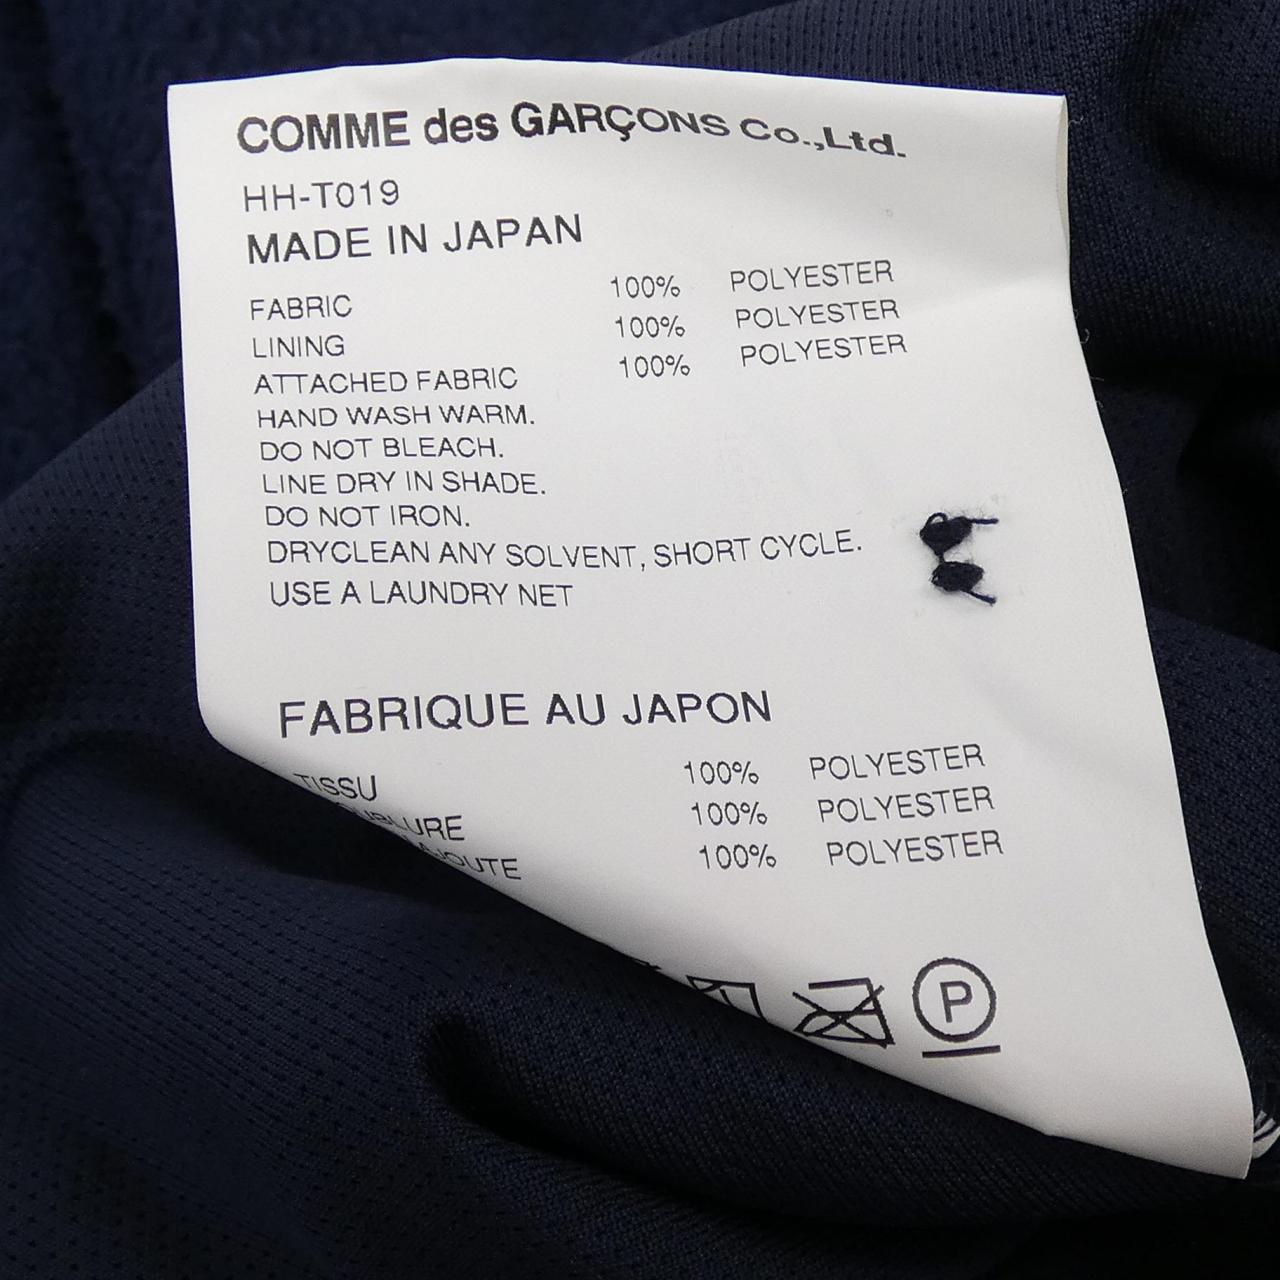 COMME des GARÇONS Co.,Ltd.
HH-T019
MADE IN JAPAN
FABRIC 100% POLYESTER
LINING 100% POLYESTER
ATTACHED FABRIC 100% POLYESTER
HAND WASH WARM.
DO NOT BLEACH.
LINE DRY IN SHADE.
DO NOT IRON.
DRYCLEAN ANY SOLVENT, SHORT CYCLE.
USE A LAUNDRY NET
FABRIQUE AU JAPON
TISSU 100% POLYESTER
100% POLYESTER
100% POLYESTER
P